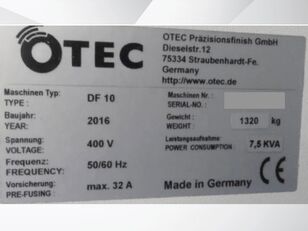 OTEC
OTEC Präzisionsfinish GmbH
Dieselstr.12
75334 Straubenhardt-Fe.
Germany
http://www.otec.de
Maschinen Typ: DF 10
TYPE :
Maschinen Nr :
SERIAL-NO. :
Baujahr: 2016
YEAR:
Gewicht : 1320 kg
WEIGHT :
Spannung: 400 V
VOLTAGE :
Leistungsaufnahme: 7,5 KVA
POWER CONSUMPTION :
Frequenz: 50/60 Hz
FREQUENCY:
Vorsicherung: max. 32 A
PRE-FUSING
Made in Germany CE